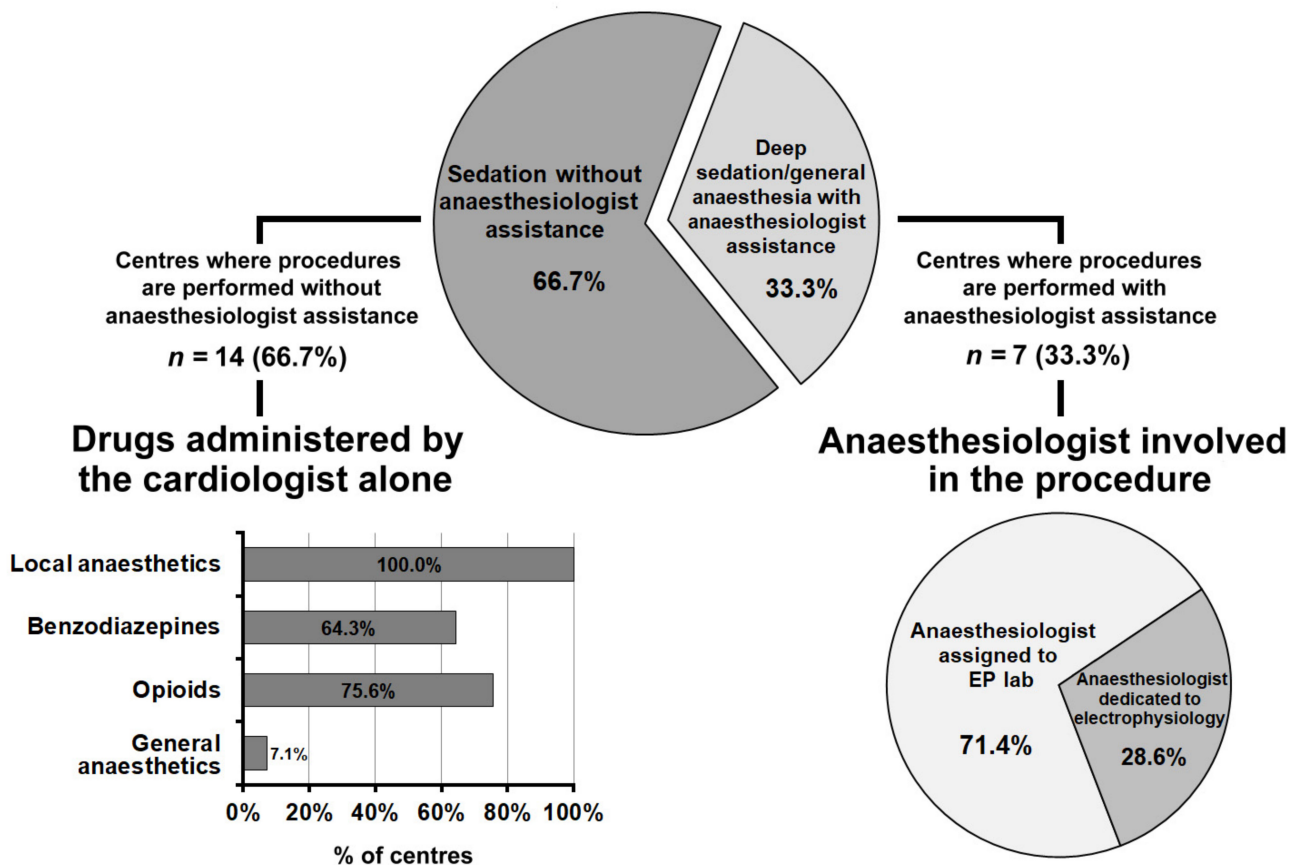 Sedation without
anaesthesiologist
assistance
66.7%
Deep
sedation/general
anaesthesia with
anaesthesiologist
assistance
33.3%
Centres where procedures
are performed without
anaesthesiologist assistance
n = 14 (66.7%)
Centres where procedures
are performed with
anaesthesiologist assistance
n = 7 (33.3%)
Drugs administered by
the cardiologist alone
Local anaesthetics
100.0%
Benzodiazepines
64.3%
Opioids
75.6%
General
anaesthetics
7.1%
0% 20% 40% 60% 80% 100%
% of centres
Anaesthesiologist involved
in the procedure
Anaesthesiologist
assigned to
EP lab
71.4%
Anaesthesiologist
dedicated to
electrophysiology
28.6%